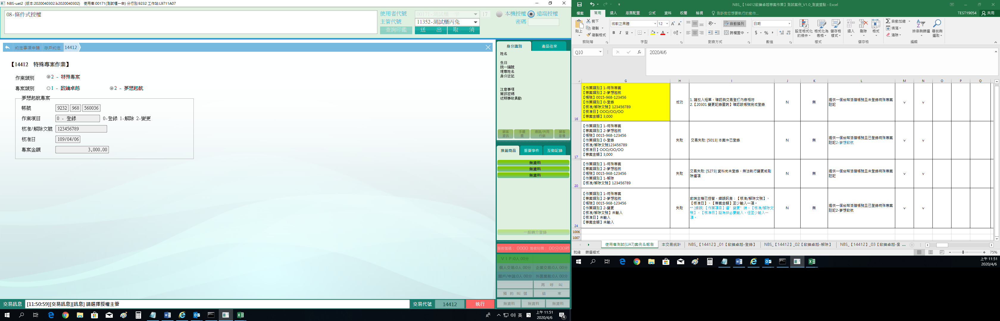 NBS-uat2 (版本:2020040302.b2020040302) 使用者:00171(測試櫃一辛) 分行別:9232 工作站:L9711A07
08-條件式授權
使用者代號 00171-測試櫃一辛 17 本機授權 遠端授權
主管代號 11352-測試櫃丙兔 密碼
查詢印鑑 送 出 取 消
約定事項申請 存戶約定 14412
【14412 特殊專案作業】
作業類別 2 - 特殊專案
專案類別 1 - 啟鑰卓越 2 - 夢想起航
夢想起航專案
帳號 9232 968 560036
作業項目 0 - 登錄 0-登錄 1-解除 2-變更
核准/解除文號 123456789
核准日 109/04/06
專案金額 3,000.00
身分識別 產品往來
姓名
生日
統一編號
理專姓名
身分註記
注意事項
簡訊密碼
近期事故異動
顧客資訊 手續費 通路/共同行銷 顧客影像
推薦商品 重要事件 互動記錄
無資料
無資料
無資料
一般轉介登錄
服務號碼: 0000 等候時間: 00分00秒
VIP:0人 00分
個人交易:0人 00分 企業交易:0人 00分
開戶/申請:0人 00分 外匯業務:0人 00分
再 呼 叫
預 約 叫 號 結 束
無資料 無資料 無資料
交易訊息 [11:50:59][交易訊息][訊息] 請選擇授權主管 交易代號 14412 執行
英 上午 11:51
2020/4/6
4
NBS_【14412啟鑰卓越專案作業】測試案例_V1.0_測資盤點 - Excel
檔案 常用 插入 版面配置 公式 資料 校閱 檢視 告訴我您想要執行的動作... TEST19054 共用
貼上 剪下 複製 複製格式 剪貼簿
微軟正黑體 12 B I U 字型
自動換列 跨欄置中 對齊方式
日期 $ % 數值
設定格式化的條件 格式化為表格 儲存格樣式 樣式
插入 刪除 格式 儲存格
自動加總 填滿 清除 排序與篩選 尋找與選取 編輯
Q10 fx 2020/4/6
G H I J K L M N O P Q
【作業類別】1-特殊專案
【專案類別】2-夢想起航
【帳號】0015-968-123456
【作業類別】0-登錄
【核准/解除文號】123456789
【核准日】OOO/OO/OO
【專案金額】3,000
成功
1. 請放入短單，確認與交易登打內容相符
2.【20301 變更記錄查詢】確認該帳號完成登錄
N 無
提供一個台幣活儲帳號且未登錄特殊專案註記
v v
16
【作業類別】1-特殊專案
【專案類別】2-夢想起航
【帳號】0015-968-123456
【作業類別】0-登錄
【核准/解除文號123456789
【核准日】OOO/OO/OO
【專案金額】3,000
失敗
交易失敗: [5013] 本案件已登錄
N 無
提供一個台幣活儲帳號且已登錄特殊專案註記2-夢想啟航
v v
17
【作業類別】1-特殊專案
【專案類別】2-夢想起航
【帳號】0015-968-123456
【作業類別】1-解除
【核准/解除文號】123456789
失敗
交易失敗: [5273] 資料尚未登錄，無法執行變更或刪除選項
N 無
提供一個台幣活儲帳號且未登錄特殊專案註記
v v
20
【作業類別】1-特殊專案
【專案類別】2-夢想起航
【帳號】0015-968-123456
【作業類別】2-變更
【核准/解除文號】未輸入
【核准日】未輸入
【專案金額】未輸入
失敗
前端主機已控管，錯誤訊息：【核准/解除文號】、【核准日】、【專案金額】至少輸入一項。
** [錯誤]【作業項目】選”變更”時，【核准/解除文號】、【核准日】設為非必要輸入，但至少輸入一項。
N 無
提供一個台幣活儲帳號且已登錄特殊專案註記2-夢想啟航
v v
24
1006
1007
使用者測試(UAT)案例＆報告 本交易統計 NBS_【14412】_01【啟鑰卓越-登錄】 NBS_【14412】_02【啟鑰卓越-解除】 NBS_【14412】_03【啟鑰卓越-變 ...
就緒 篩選模式 75%
上午 11:51
2020/4/6